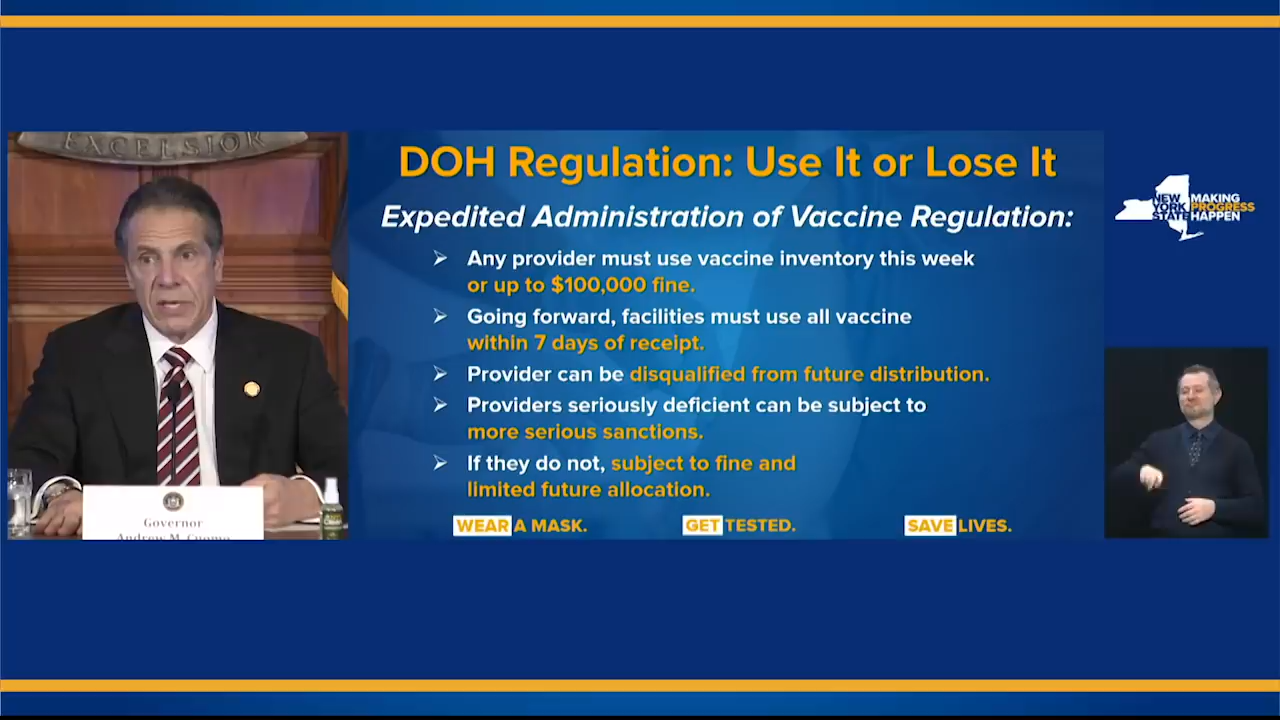 EXCELSIOR
DOH Regulation: Use It or Lose It
Expedited Administration of Vaccine Regulation:
Any provider must use vaccine inventory this week
or up to $100,000 fine.
Going forward, facilities must use all vaccine
within 7 days of receipt.
Provider can be disqualified from future distribution.
Providers seriously deficient can be subject to
more serious sanctions.
If they do not, subject to fine and
limited future allocation.
WEAR A MASK. GET TESTED. SAVE LIVES.
Governor
Andrew M. Cuomo
NEW
YORK
STATE
MAKING
PROGRESS
HAPPEN